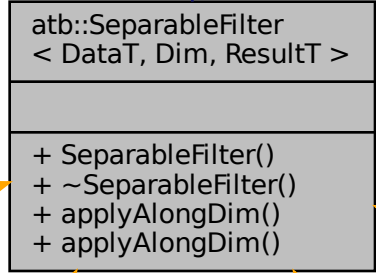 atb::SeparableFilter
< DataT, Dim, ResultT >
+ SeparableFilter()
+ ~SeparableFilter()
+ applyAlongDim()
+ applyAlongDim()